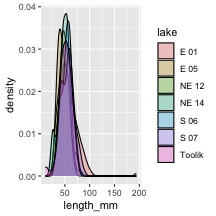 0.04
0.03
0.02
0.01
0.00
density
50
100
150
200
length_mm
lake
E 01
E 05
NE 12
NE 14
S 06
S 07
Toolik